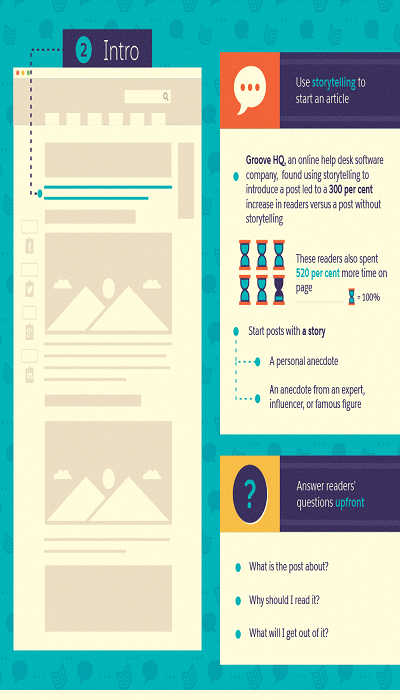 2 Intro
Use storytelling to
start an article
Groove HQ, an online help desk software
company, found using storytelling to
introduce a post led to a 300 per cent
increase in readers versus a post without
storytelling
These readers also spent
520 per cent more time on
page
= 100%
Start posts with a story
A personal anecdote
An anecdote from an expert,
influencer, or famous figure
?
Answer readers'
questions upfront
What is the post about?
Why should I read it?
What will I get out of it?